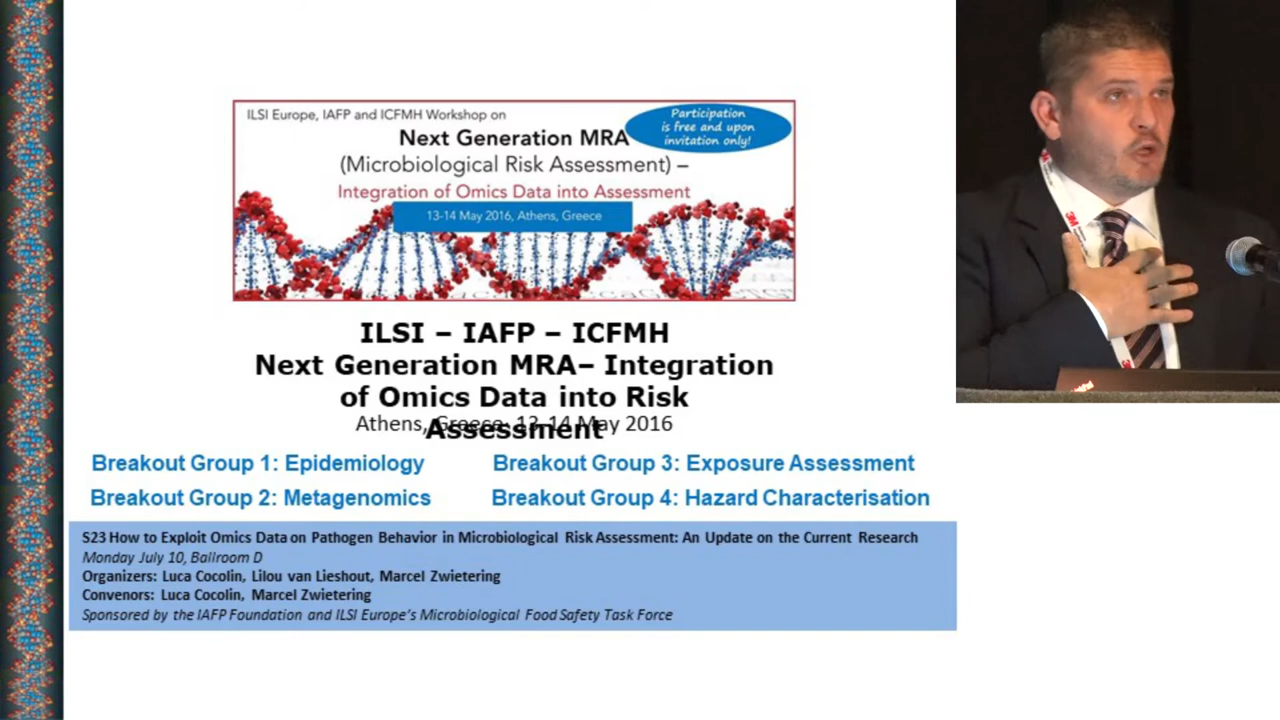 ILSI Europe, IAFP and ICFMH Workshop on
Participation
is free and upon
invitation only!
Next Generation MRA
(Microbiological Risk Assessment) –
Integration of Omics Data into Assessment
13-14 May 2016, Athens, Greece
ILSI – IAFP – ICFMH
Next Generation MRA– Integration
of Omics Data into Risk
Assessment
Athens, Greece; 13-14 May 2016
Breakout Group 1: Epidemiology
Breakout Group 3: Exposure Assessment
Breakout Group 2: Metagenomics
Breakout Group 4: Hazard Characterisation
S23 How to Exploit Omics Data on Pathogen Behavior in Microbiological Risk Assessment: An Update on the Current Research
Monday July 10, Ballroom D
Organizers: Luca Cocolin, Lilou van Lieshout, Marcel Zwietering
Convenors: Luca Cocolin, Marcel Zwietering
Sponsored by the IAFP Foundation and ILSI Europe's Microbiological Food Safety Task Force
3M